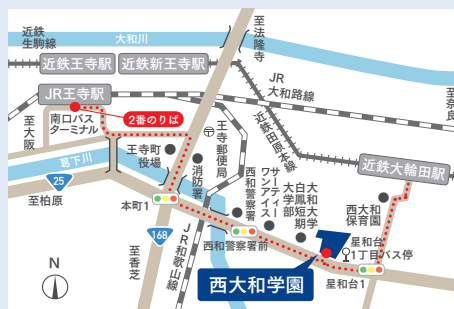 近鉄
生駒線
大和川
至法隆寺
近鉄王寺駅
近鉄新王寺駅
JR王寺駅
JR
大和路線
至奈良
2番のりば
南口バス
ターミナル
至大阪
王寺町
役場
〒
王寺郵便局
近鉄田原本線
近鉄大輪田駅
葛下川
25
至柏原
消防署
西和警察署
サーティー
ワンアイス
大和大学
白鳳短期
大学部
西大和
保育園
本町1
168
至香芝
JR和歌山線
西和警察署前
星和台
1丁目バス停
星和台1
西大和学園
N